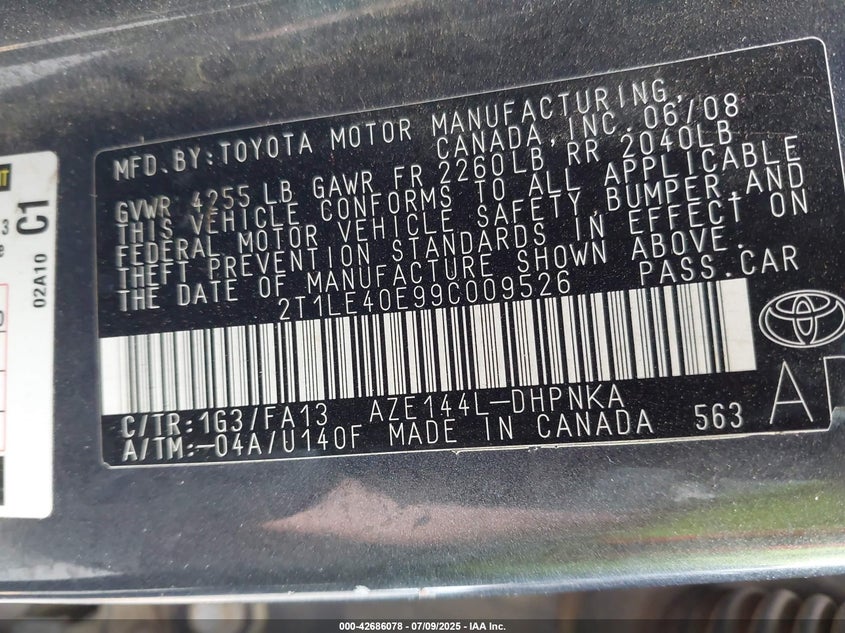 MFD. BY: TOYOTA MOTOR MANUFACTURING,
CANADA, INC. 06/08
GVWR 4255 LB GAWR FR 2260LB RR 2040LB
THIS VEHICLE CONFORMS TO ALL APPLICABLE
FEDERAL MOTOR VEHICLE SAFETY, BUMPER, AND
THEFT PREVENTION STANDARDS IN EFFECT ON
THE DATE OF MANUFACTURE SHOWN ABOVE.
2T1LE40E99C009526 PASS. CAR
C/TR: 1G3/FA13 AZE144L-DHPNKA
A/TM: -04A/U140F MADE IN CANADA 563
02A10
C1
000-42686078 / 07/09/2025 - IAA Inc.